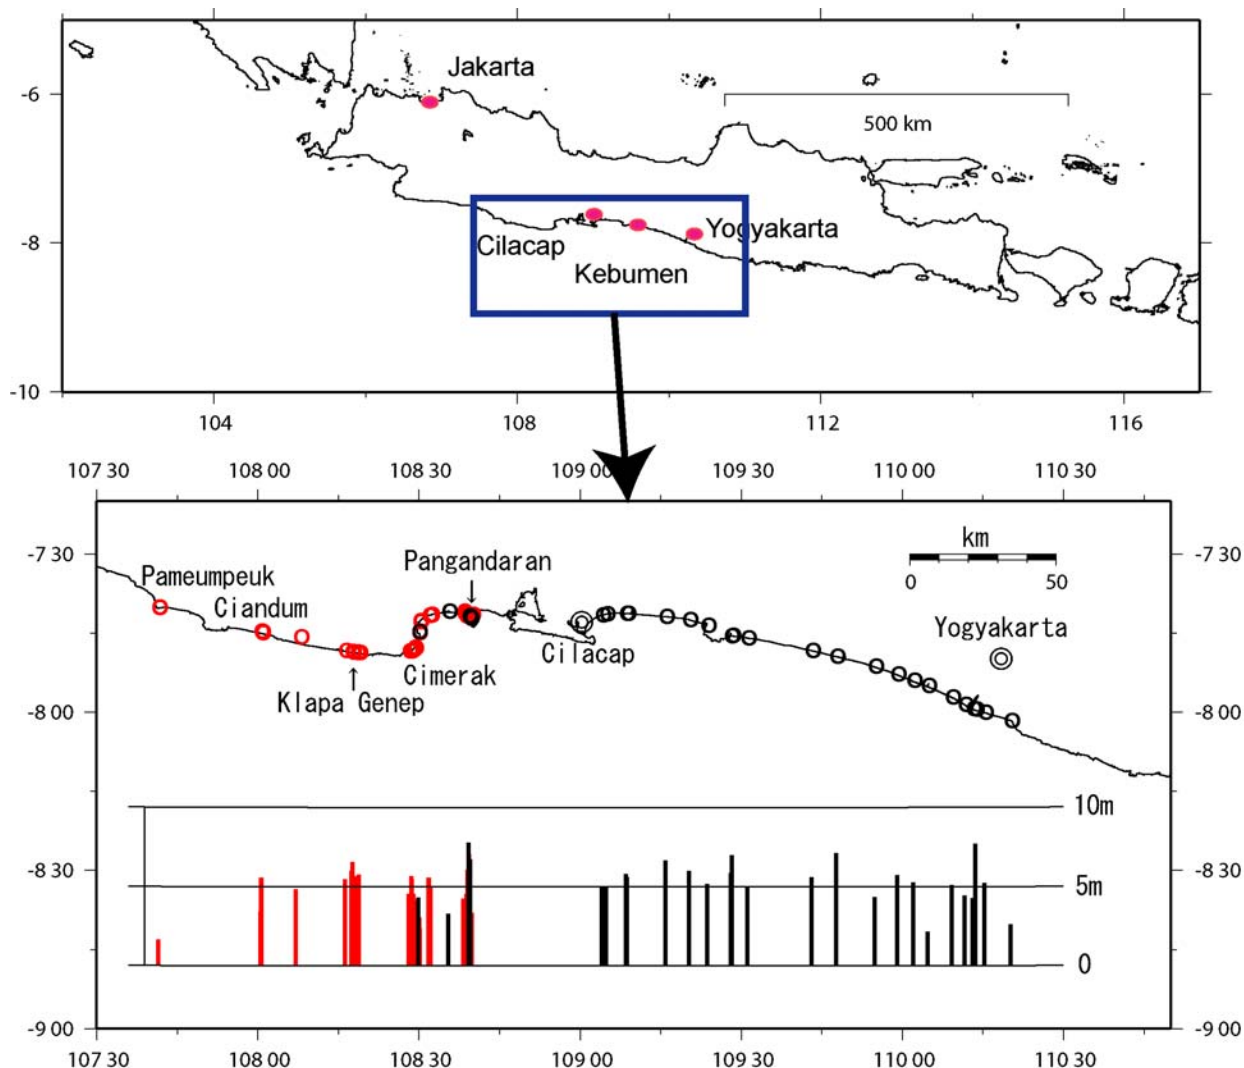 Jakarta
-6
500 km
Yogyakarta
-8
Cilacap
Kebumen
-10
104 108 112 116
107 30 108 00 108 30 109 00 109 30 110 00 110 30
km
-7 30 Pangandaran -7 30
Pameumpeuk 0 50
Ciandum
Yogyakarta
Cilacap
Cimerak
Klapa Genep
-8 00 -8 00
10m
-8 30 5m -8 30
0
-9 00 -9 00
107 30 108 00 108 30 109 00 109 30 110 00 110 30